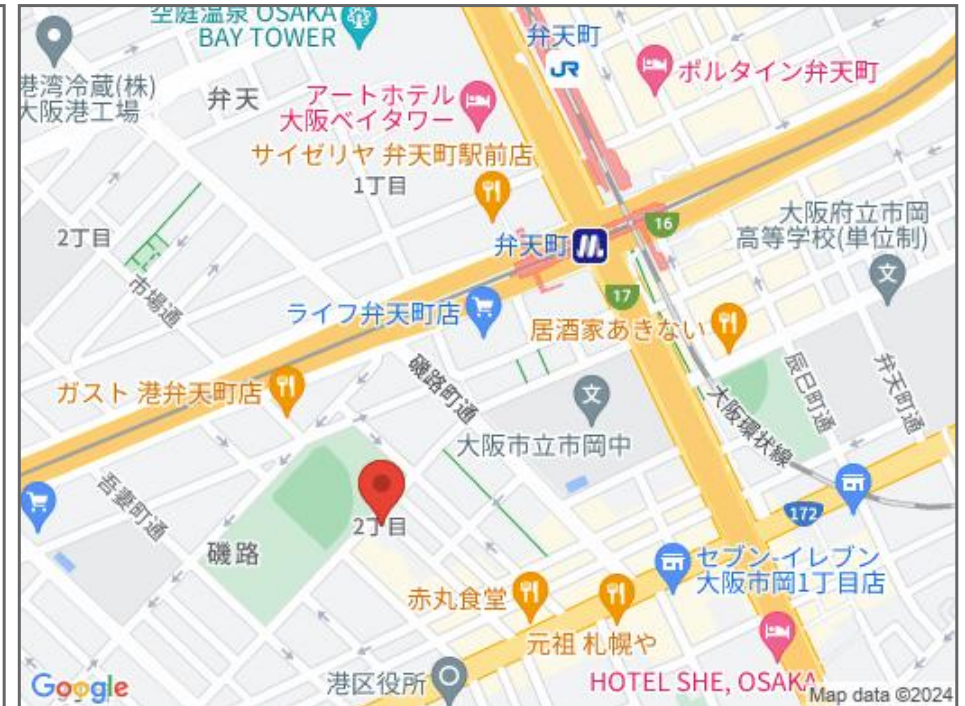 空庭温泉 OSAKA
BAY TOWER
弁天町
JR
ポルタイン弁天町
港湾冷蔵(株)
大阪港工場
弁天
アートホテル
大阪ベイタワー
サイゼリヤ 弁天町駅前店
1丁目
16
大阪府立市岡
高等学校(単位制)
文
2丁目
弁天町
市場通
17
ライフ弁天町店
居酒家あきない
磯路町通
辰巳町通
弁天町通
ガスト 港弁天町店
文
大阪環状線
大阪市立市岡中
吾妻町通
172
2丁目
磯路
セブン-イレブン
大阪市岡1丁目店
赤丸食堂
元祖 札幌や
港区役所
HOTEL SHE, OSAKA
Google
Map data ©2024